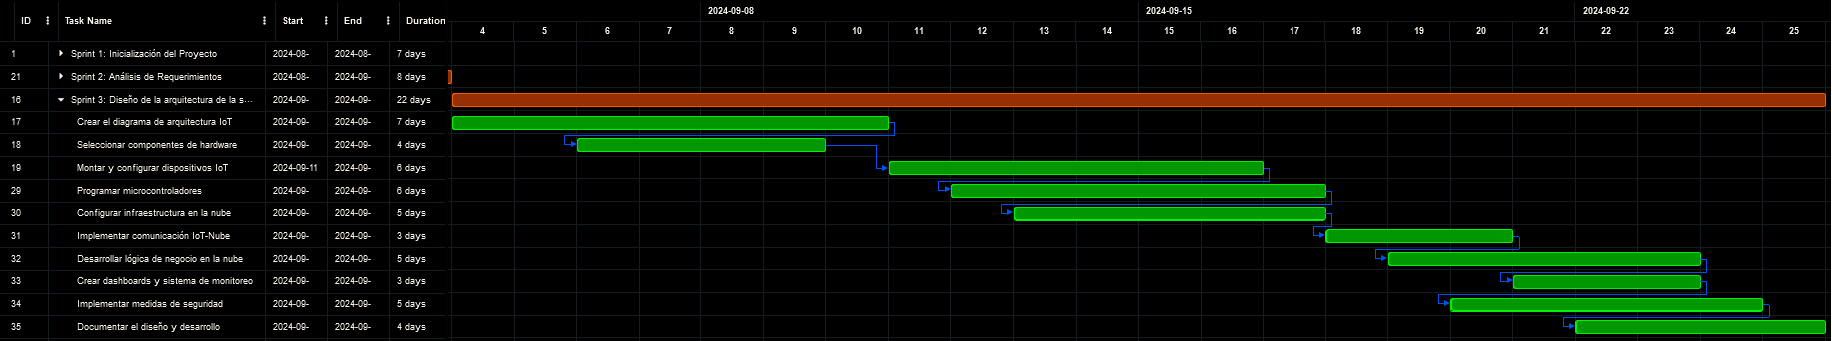 2024-09-08 2024-09-15 2024-09-22
ID Task Name Start End Duration 4 5 6 7 8 9 10 11 12 13 14 15 16 17 18 19 20 21 22 23 24 25
1 Sprint 1: Inicialización del Proyecto 2024-08- 2024-08- 7 days
21 Sprint 2: Análisis de Requerimientos 2024-08- 2024-09- 8 days
16 Sprint 3: Diseño de la arquitectura de la s... 2024-09- 2024-09- 22 days
17 Crear el diagrama de arquitectura IoT 2024-09- 2024-09- 7 days
18 Seleccionar componentes de hardware 2024-09- 2024-09- 4 days
19 Montar y configurar dispositivos IoT 2024-09-11 2024-09- 6 days
29 Programar microcontroladores 2024-09- 2024-09- 6 days
30 Configurar infraestructura en la nube 2024-09- 2024-09- 5 days
31 Implementar comunicación IoT-Nube 2024-09- 2024-09- 3 days
32 Desarrollar lógica de negocio en la nube 2024-09- 2024-09- 5 days
33 Crear dashboards y sistema de monitoreo 2024-09- 2024-09- 3 days
34 Implementar medidas de seguridad 2024-09- 2024-09- 5 days
35 Documentar el diseño y desarrollo 2024-09- 2024-09- 4 days